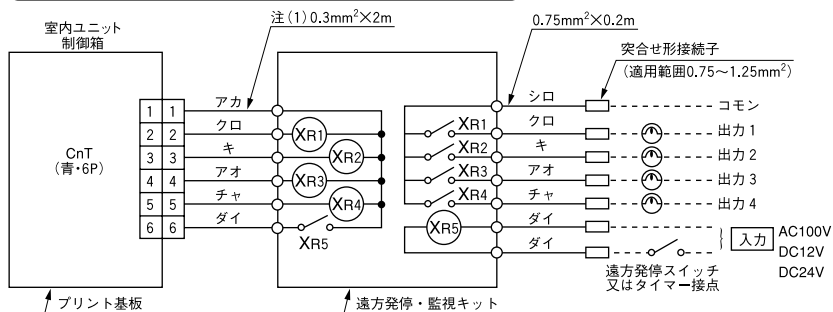 注(1) 0.3mm²×2m
0.75mm²×0.2m
室内ユニット
制御箱
突合せ形接続子
(適用範囲0.75～1.25mm²)
CnT
(青・6P)
1 1 アカ
2 2 クロ
3 3 キ
4 4 アオ
5 5 チャ
6 6 ダイ
XR1
XR2
XR3
XR4
XR5
XR1
XR2
XR3
XR4
XR5
シロ コモン
クロ 出力 1
キ 出力 2
アオ 出力 3
チャ 出力 4
ダイ
ダイ
入力
AC100V
DC12V
DC24V
遠方発停スイッチ
又はタイマー接点
プリント基板
遠方発停・監視キット